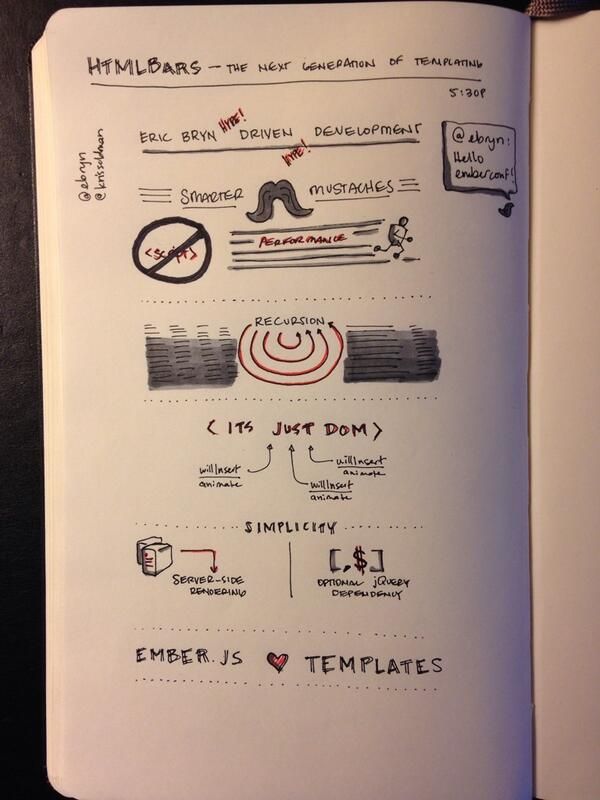 HTMLBARS — THE NEXT GENERATION OF TEMPLATING
5:30P
@ebryn
@krisselden
ERIC BRYN HYPE! DRIVEN HYPE! DEVELOPMENT
@ebryn:
Hello
emberconf!
SMARTER MUSTACHES
<script>
PERFORMANCE
RECURSION
< ITS JUST DOM >
willInsert
animate
willInsert
animate
willInsert
animate
SIMPLICITY
SERVER-SIDE
RENDERING
[,$]
OPTIONAL jQUERY
DEPENDENCY
EMBER.JS ♥ TEMPLATES